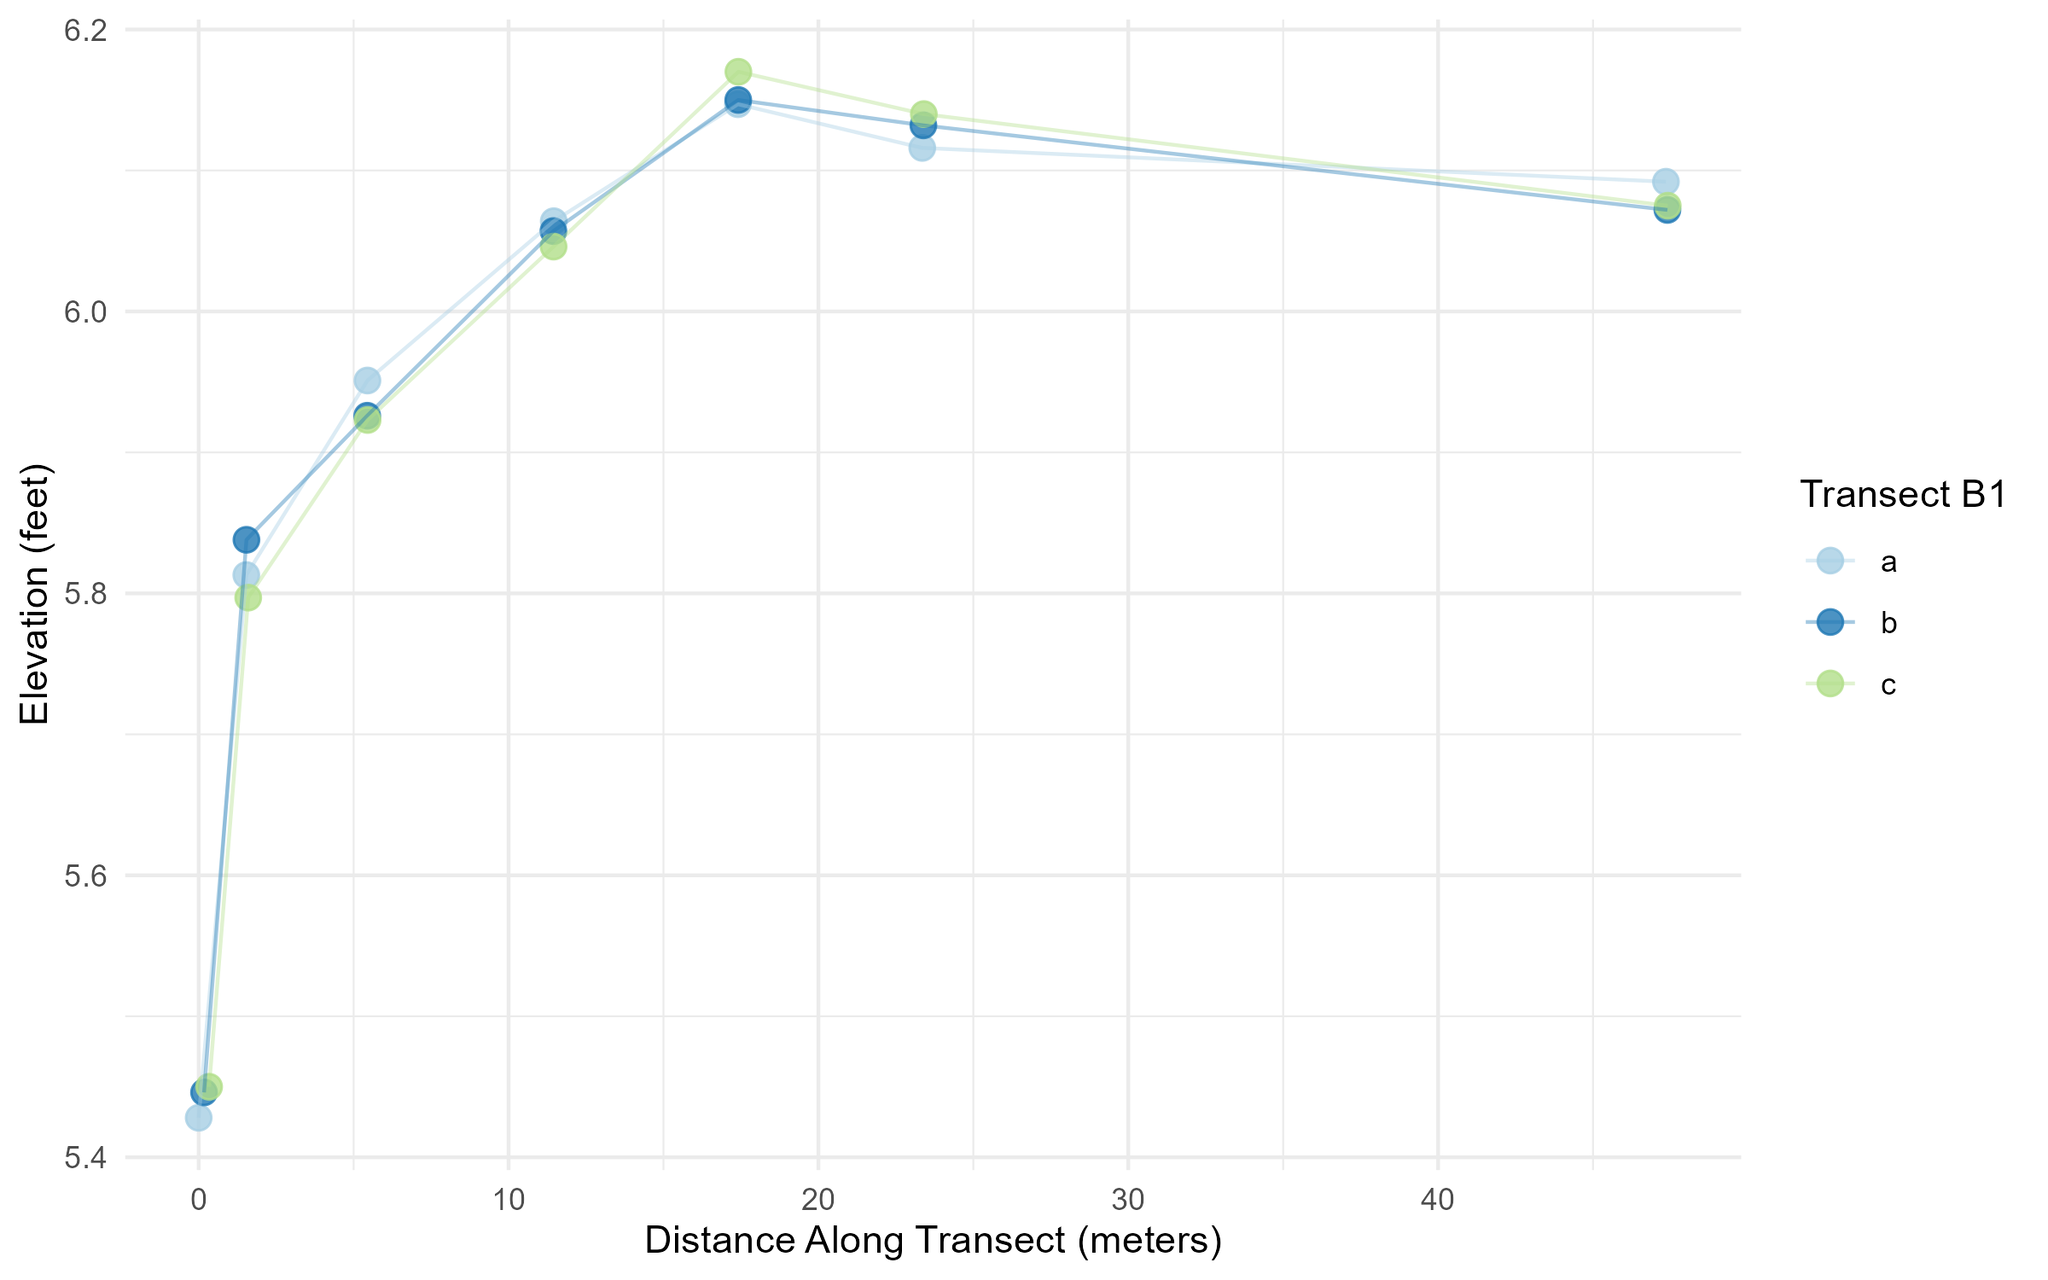 6.2
6.0
5.8
5.6
5.4
Elevation (feet)
0
10
20
30
40
Distance Along Transect (meters)
Transect B1
a
b
c